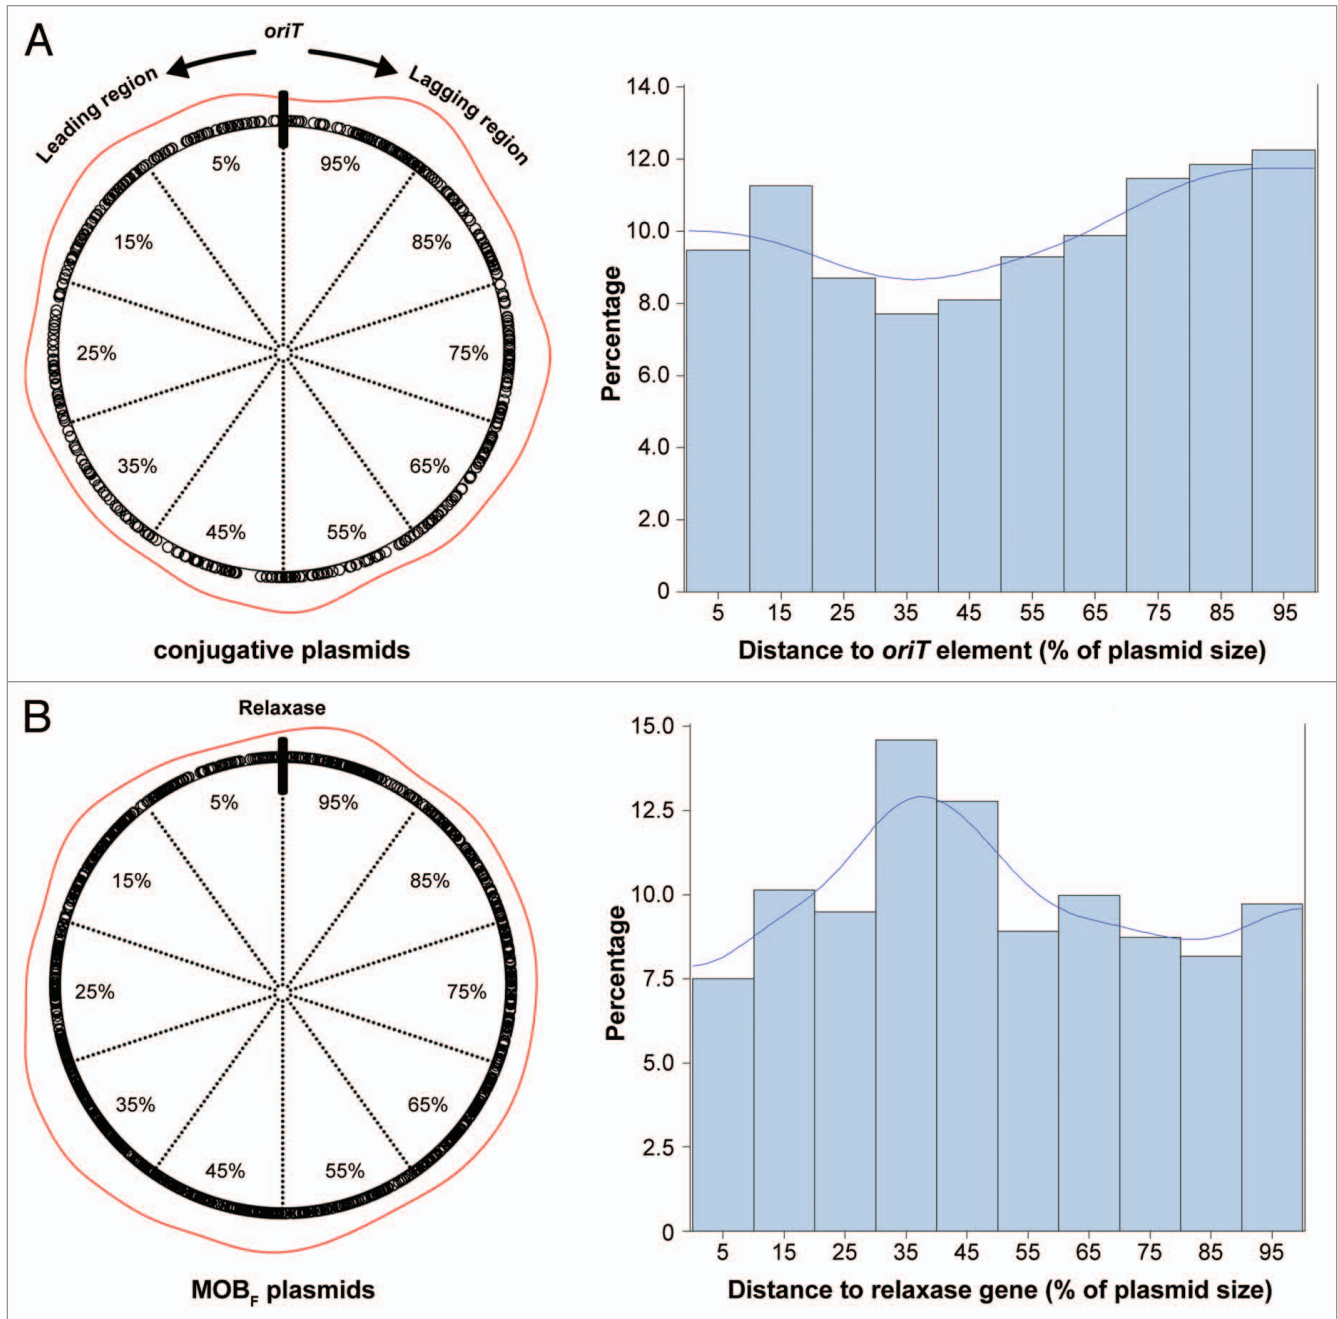 A
oriT
Leading region
Lagging region
5%
95%
15%
85%
25%
75%
35%
65%
45%
55%
conjugative plasmids
14.0
12.0
10.0
8.0
6.0
4.0
2.0
0
Percentage
5 15 25 35 45 55 65 75 85 95
Distance to oriT element (% of plasmid size)
B
Relaxase
5%
95%
15%
85%
25%
75%
35%
65%
45%
55%
MOBF plasmids
15.0
12.5
10.0
7.5
5.0
2.5
0
Percentage
5 15 25 35 45 55 65 75 85 95
Distance to relaxase gene (% of plasmid size)